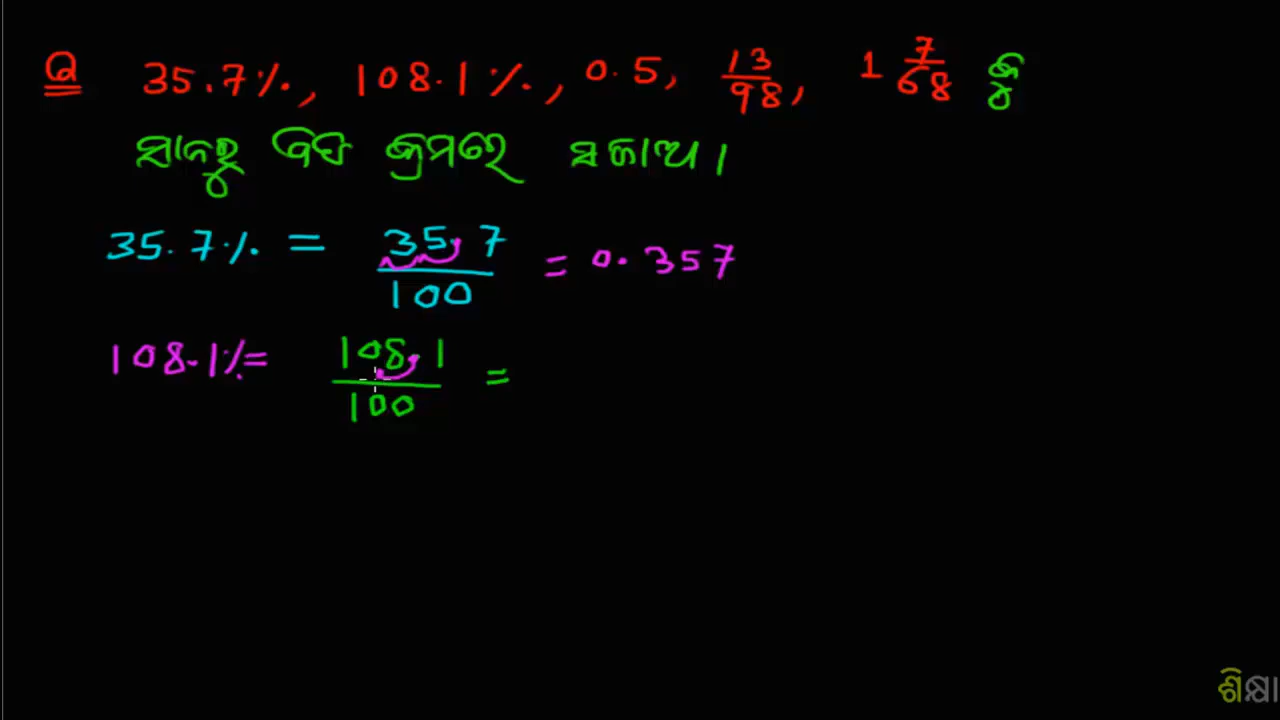 Q 35.7%, 108.1%, 0.5, 13/98, 1 7/68 କୁ
ସାନରୁ ବଡ଼ କ୍ରମରେ ସଜାଅ।
35.7% = 35.7/100 = 0.357
108.1% = 108.1/100 =
ଶିକ୍ଷା